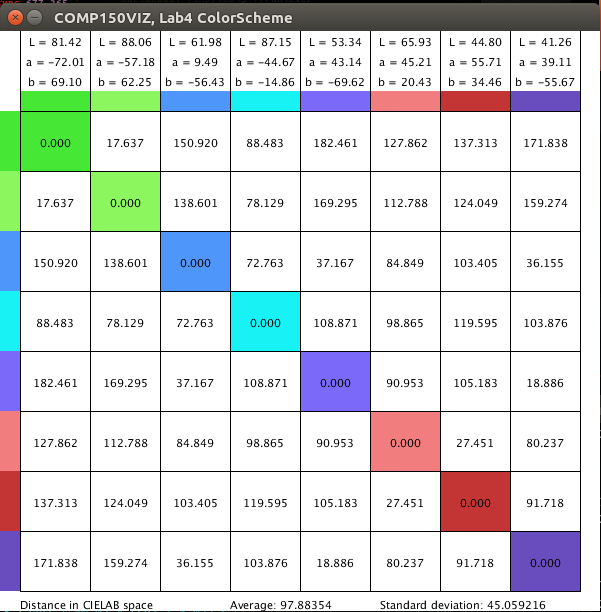 COMP150VIZ, Lab4 ColorScheme
L = 81.42 L = 88.06 L = 61.98 L = 87.15 L = 53.34 L = 65.93 L = 44.80 L = 41.26
a = −72.01 a = −57.18 a = 9.49 a = −44.67 a = 43.14 a = 45.21 a = 55.71 a = 39.11
b = 69.10 b = 62.25 b = −56.43 b = −14.86 b = −69.62 b = 20.43 b = 34.46 b = −55.67
0.000 17.637 150.920 88.483 182.461 127.862 137.313 171.838
17.637 0.000 138.601 78.129 169.295 112.788 124.049 159.274
150.920 138.601 0.000 72.763 37.167 84.849 103.405 36.155
88.483 78.129 72.763 0.000 108.871 98.865 119.595 103.876
182.461 169.295 37.167 108.871 0.000 90.953 105.183 18.886
127.862 112.788 84.849 98.865 90.953 0.000 27.451 80.237
137.313 124.049 103.405 119.595 105.183 27.451 0.000 91.718
171.838 159.274 36.155 103.876 18.886 80.237 91.718 0.000
Distance in CIELAB space Average: 97.88354 Standard deviation: 45.059216